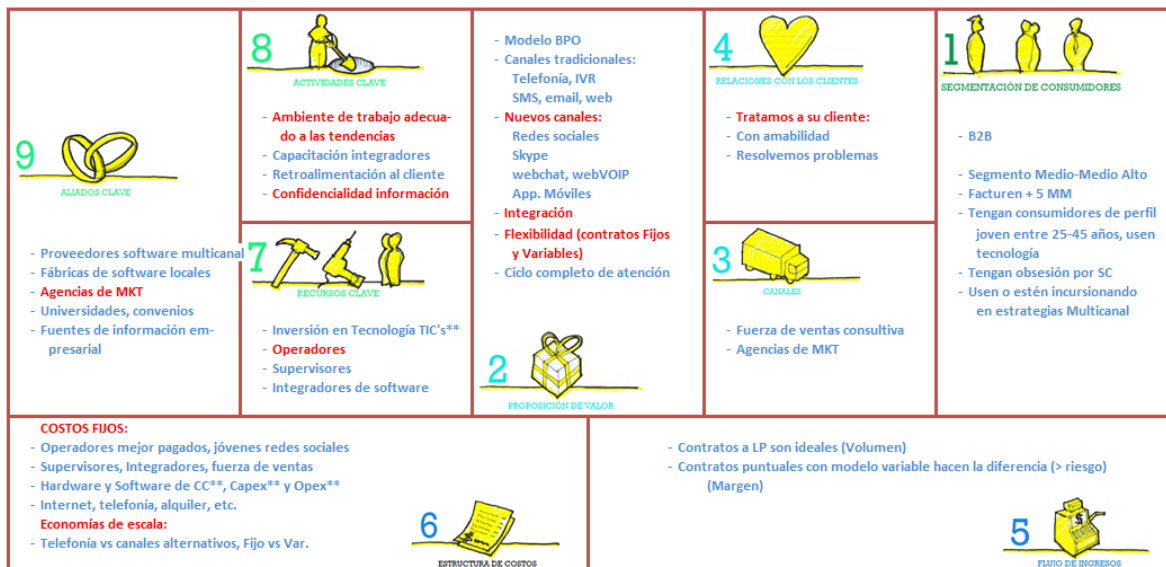 9
ALIADOS CLAVE
- Proveedores software multicanal
- Fábricas de software locales
- Agencias de MKT
- Universidades, convenios
- Fuentes de información em-
presarial
8
ACTIVIDADES CLAVE
- Ambiente de trabajo adecua-
do a las tendencias
- Capacitación integradores
- Retroalimentación al cliente
- Confidencialidad información
7
RECURSOS CLAVE
- Inversión en Tecnología TIC's**
- Operadores
- Supervisores
- Integradores de software
- Modelo BPO
- Canales tradicionales:
Telefonía, IVR
SMS, email, web
- Nuevos canales:
Redes sociales
Skype
webchat, webVOIP
App. Móviles
- Integración
- Flexibilidad (contratos Fijos
y Variables)
- Ciclo completo de atención
2
PROPOSICIÓN DE VALOR
4
RELACIONES CON LOS CLIENTES
- Tratamos a su cliente:
- Con amabilidad
- Resolvemos problemas
3
CANALES
- Fuerza de ventas consultiva
- Agencias de MKT
1
SEGMENTACIÓN DE CONSUMIDORES
- B2B
- Segmento Medio-Medio Alto
- Facturen + 5 MM
- Tengan consumidores de perfil
joven entre 25-45 años, usen
tecnología
- Tengan obsesión por SC
- Usen o estén incursionando
en estrategias Multicanal
COSTOS FIJOS:
- Operadores mejor pagados, jóvenes redes sociales
- Supervisores, Integradores, fuerza de ventas
- Hardware y Software de CC**, Capex** y Opex**
- Internet, telefonía, alquiler, etc.
Economías de escala:
- Telefonía vs canales alternativos, Fijo vs Var.
6
ESTRUCTURA DE COSTOS
- Contratos a LP son ideales (Volumen)
- Contratos puntuales con modelo variable hacen la diferencia (> riesgo)
(Margen)
5
FLUJO DE INGRESOS